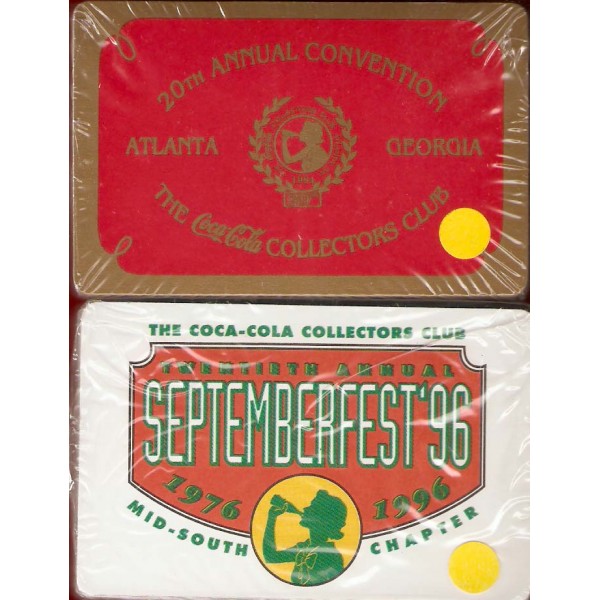 20TH ANNUAL CONVENTION
ATLANTA GEORGIA
THE Coca-Cola COLLECTORS CLUB
THE COCA-COLA COLLECTORS CLUB
TWENTIETH ANNUAL
SEPTEMBERFEST '96
1976 1996
MID-SOUTH CHAPTER